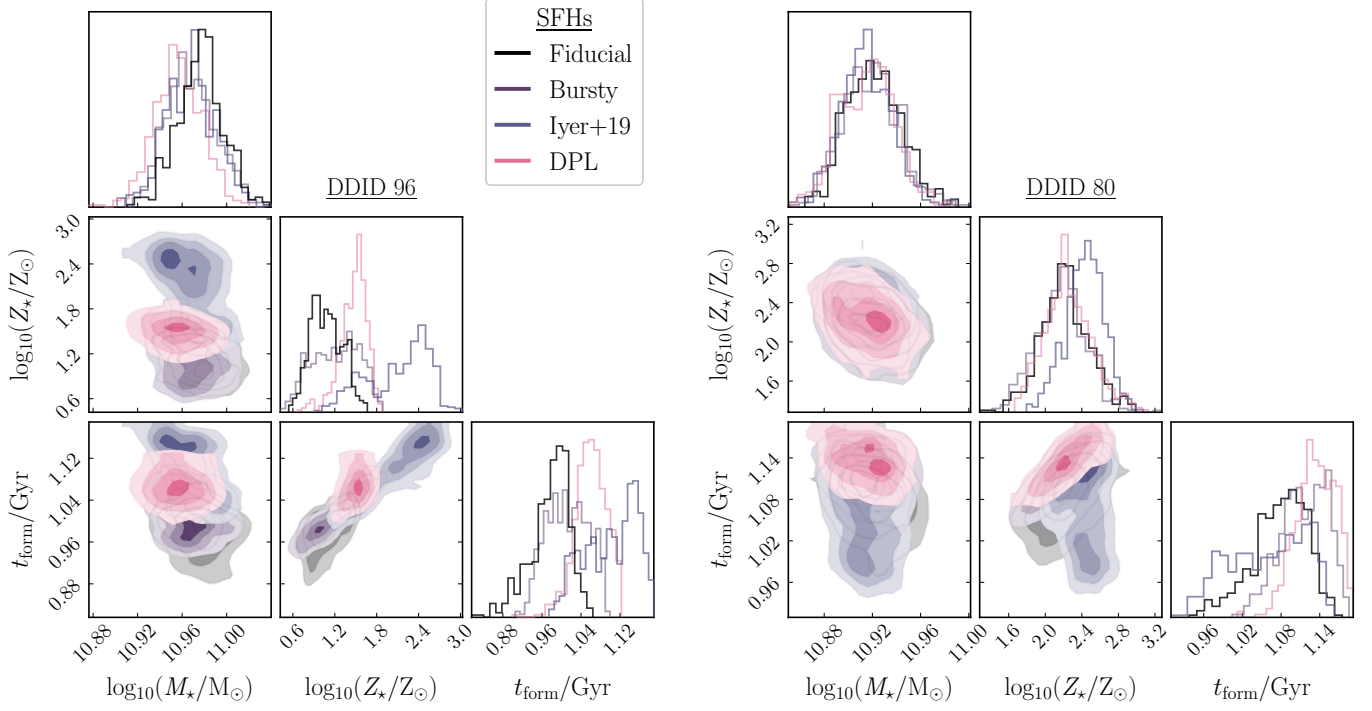 SFHs
Fiducial
Bursty
Iyer+19
DPL
DDID 96
DDID 80
log₁₀(Z⋆/Z⊙)
3.0
2.4
1.8
1.2
0.6
t_form/Gyr
1.12
1.04
0.96
0.88
10.88 10.92 10.96 11.00
log₁₀(M⋆/M⊙)
0.6 1.2 1.8 2.4 3.0
log₁₀(Z⋆/Z⊙)
0.88 0.96 1.04 1.12
t_form/Gyr
log₁₀(Z⋆/Z⊙)
3.2
2.8
2.4
2.0
1.6
t_form/Gyr
1.14
1.08
1.02
0.96
10.88 10.92 10.96 11.00
log₁₀(M⋆/M⊙)
1.6 2.0 2.4 2.8 3.2
log₁₀(Z⋆/Z⊙)
0.96 1.02 1.08 1.14
t_form/Gyr